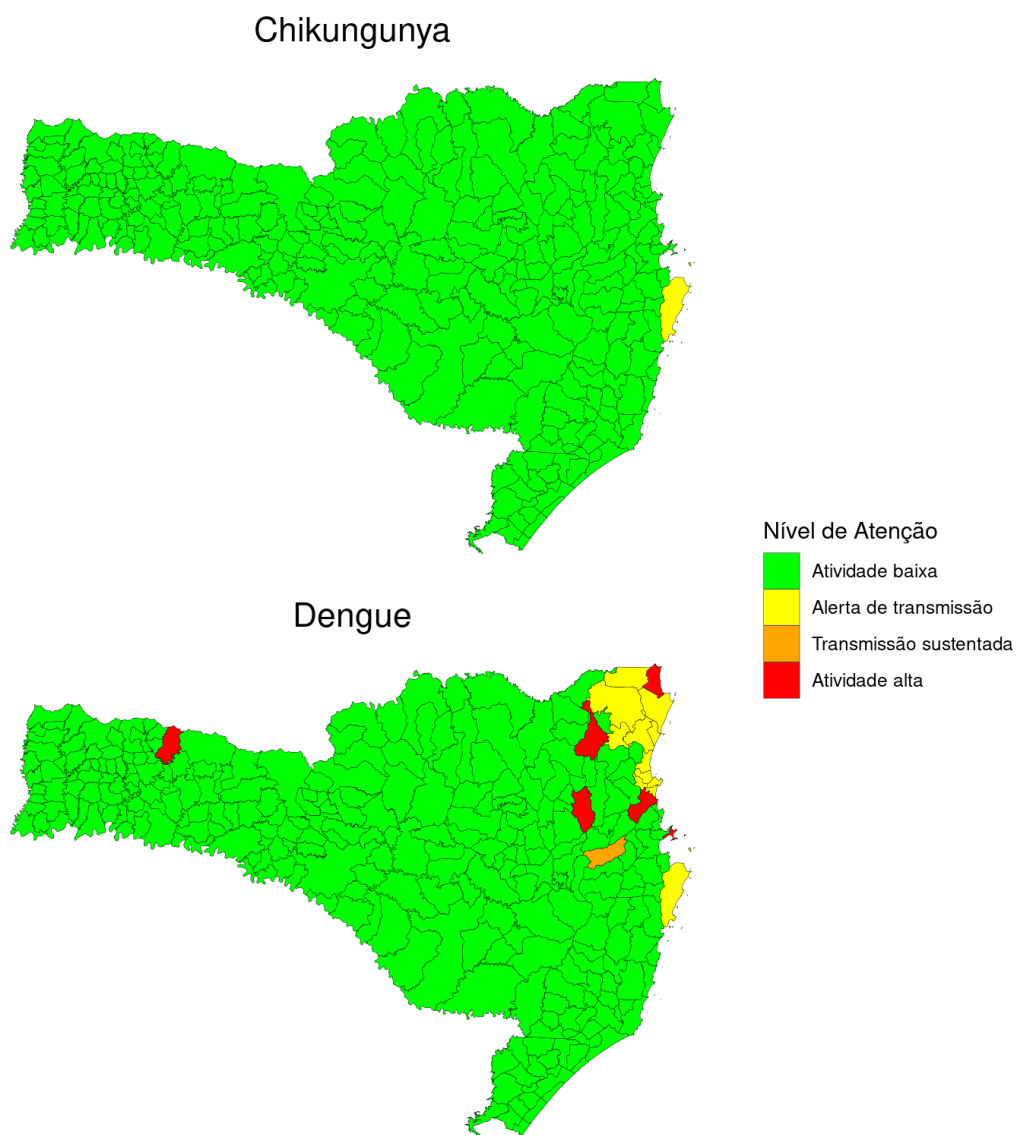 Chikungunya
Nível de Atenção
Atividade baixa
Alerta de transmissão
Transmissão sustentada
Atividade alta
Dengue